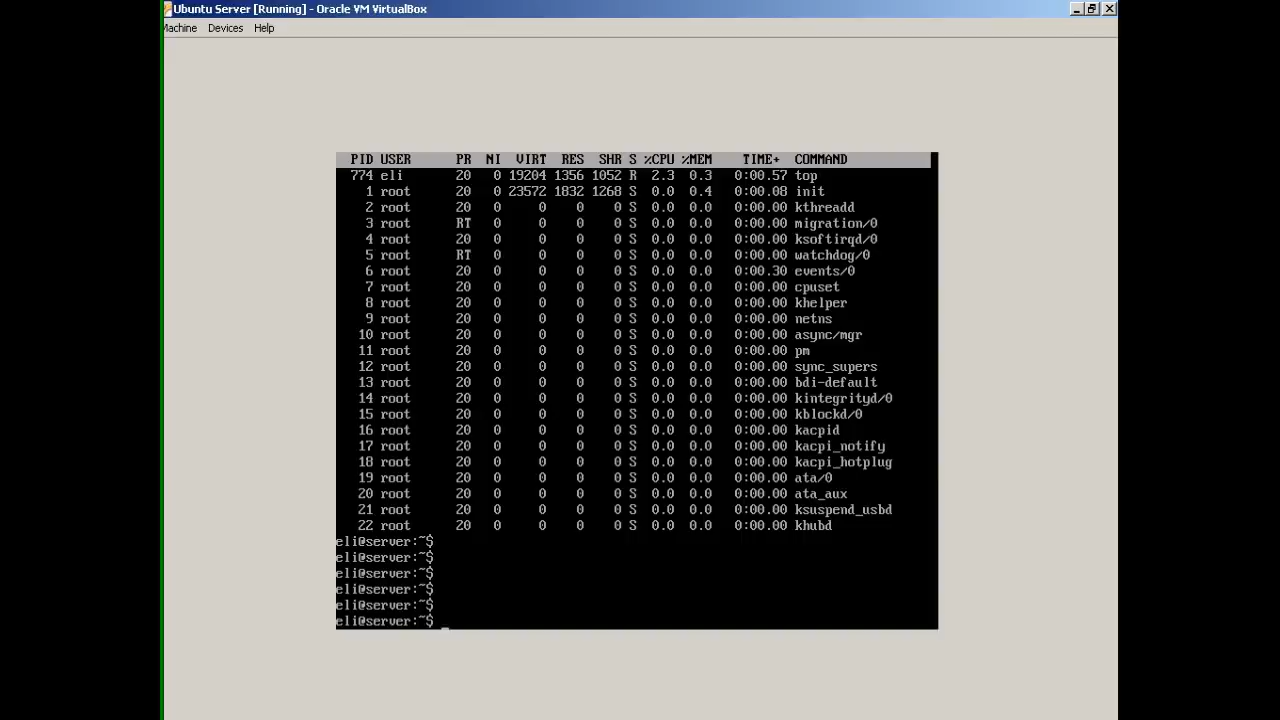 Ubuntu Server [Running] - Oracle VM VirtualBox
Machine Devices Help
PID USER PR NI VIRT RES SHR S %CPU %MEM TIME+ COMMAND
774 eli 20 0 19204 1356 1052 R 2.3 0.3 0:00.57 top
1 root 20 0 23572 1832 1268 S 0.0 0.4 0:00.08 init
2 root 20 0 0 0 0 S 0.0 0.0 0:00.00 kthreadd
3 root RT 0 0 0 0 S 0.0 0.0 0:00.00 migration/0
4 root 20 0 0 0 0 S 0.0 0.0 0:00.00 ksoftirqd/0
5 root RT 0 0 0 0 S 0.0 0.0 0:00.00 watchdog/0
6 root 20 0 0 0 0 S 0.0 0.0 0:00.30 events/0
7 root 20 0 0 0 0 S 0.0 0.0 0:00.00 cpuset
8 root 20 0 0 0 0 S 0.0 0.0 0:00.00 khelper
9 root 20 0 0 0 0 S 0.0 0.0 0:00.00 netns
10 root 20 0 0 0 0 S 0.0 0.0 0:00.00 async/mgr
11 root 20 0 0 0 0 S 0.0 0.0 0:00.00 pm
12 root 20 0 0 0 0 S 0.0 0.0 0:00.00 sync_supers
13 root 20 0 0 0 0 S 0.0 0.0 0:00.00 bdi-default
14 root 20 0 0 0 0 S 0.0 0.0 0:00.00 kintegrityd/0
15 root 20 0 0 0 0 S 0.0 0.0 0:00.00 kblockd/0
16 root 20 0 0 0 0 S 0.0 0.0 0:00.00 kacpid
17 root 20 0 0 0 0 S 0.0 0.0 0:00.00 kacpi_notify
18 root 20 0 0 0 0 S 0.0 0.0 0:00.00 kacpi_hotplug
19 root 20 0 0 0 0 S 0.0 0.0 0:00.00 ata/0
20 root 20 0 0 0 0 S 0.0 0.0 0:00.00 ata_aux
21 root 20 0 0 0 0 S 0.0 0.0 0:00.00 ksuspend_usbd
22 root 20 0 0 0 0 S 0.0 0.0 0:00.00 khubd
eli@server:~$
eli@server:~$
eli@server:~$
eli@server:~$
eli@server:~$
eli@server:~$ _